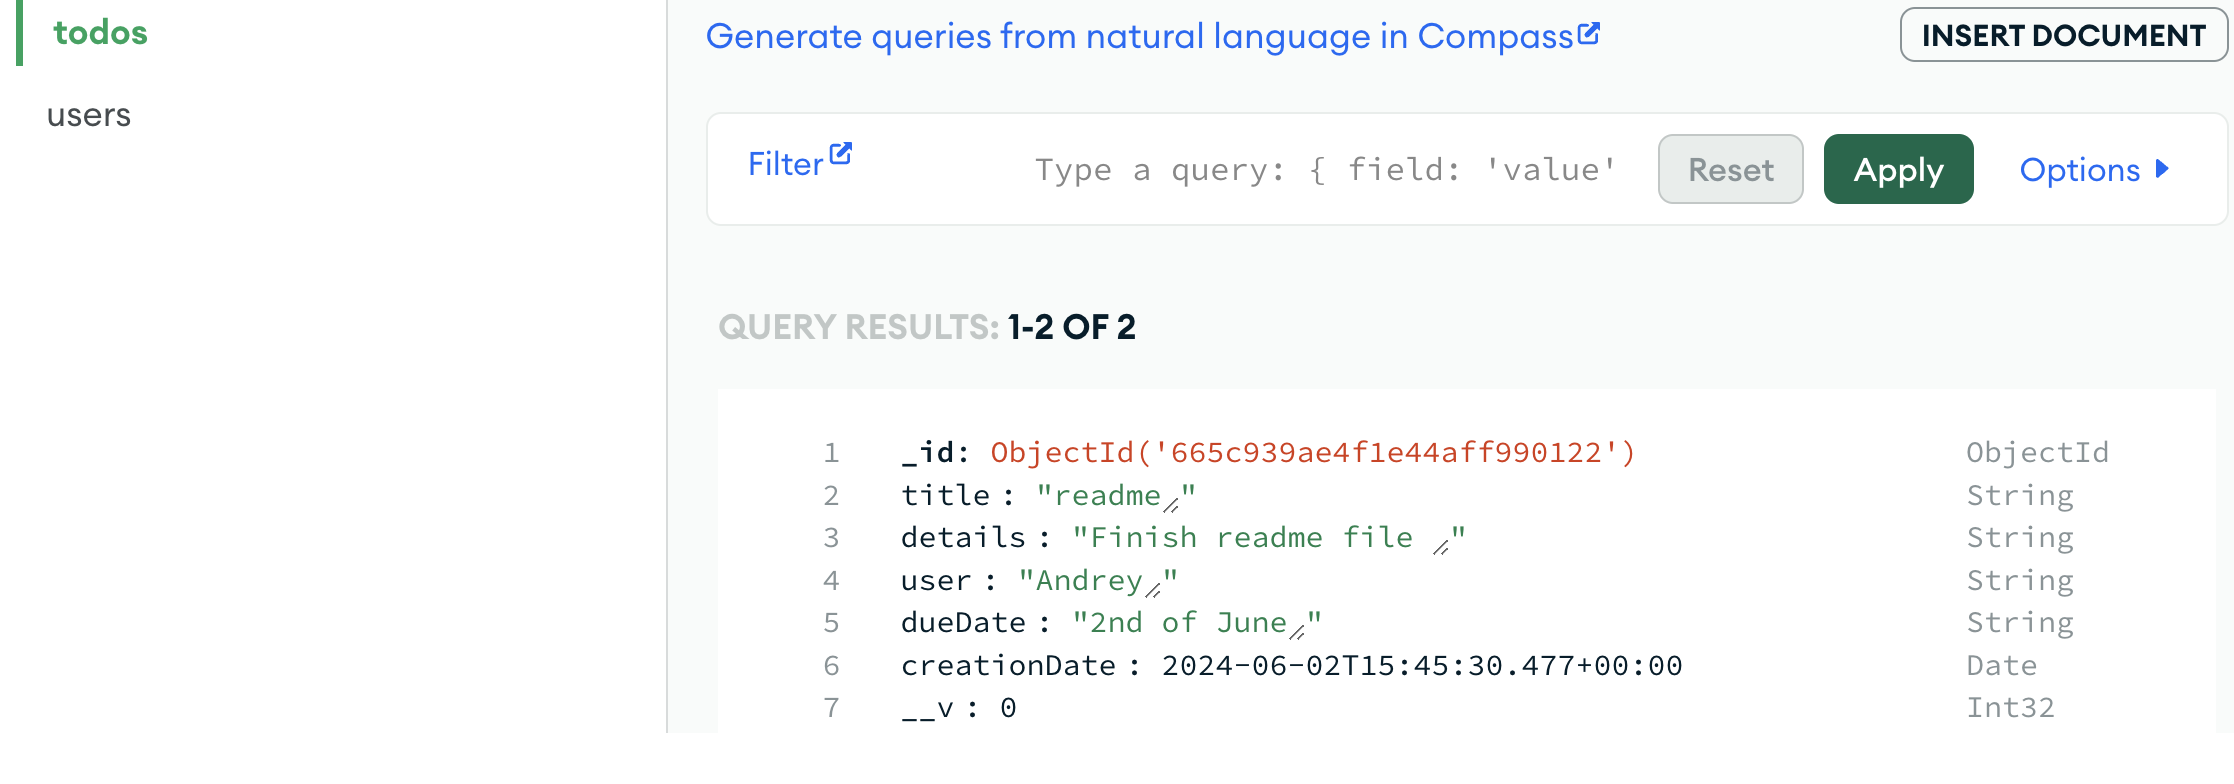 todos
users
Generate queries from natural language in Compass
INSERT DOCUMENT
Filter
Type a query: { field: 'value'
Reset
Apply
Options
QUERY RESULTS: 1-2 OF 2
1 _id: ObjectId('665c939ae4f1e44aff990122') ObjectId
2 title : "readme" String
3 details : "Finish readme file " String
4 user : "Andrey" String
5 dueDate : "2nd of June" String
6 creationDate : 2024-06-02T15:45:30.477+00:00 Date
7 __v : 0 Int32